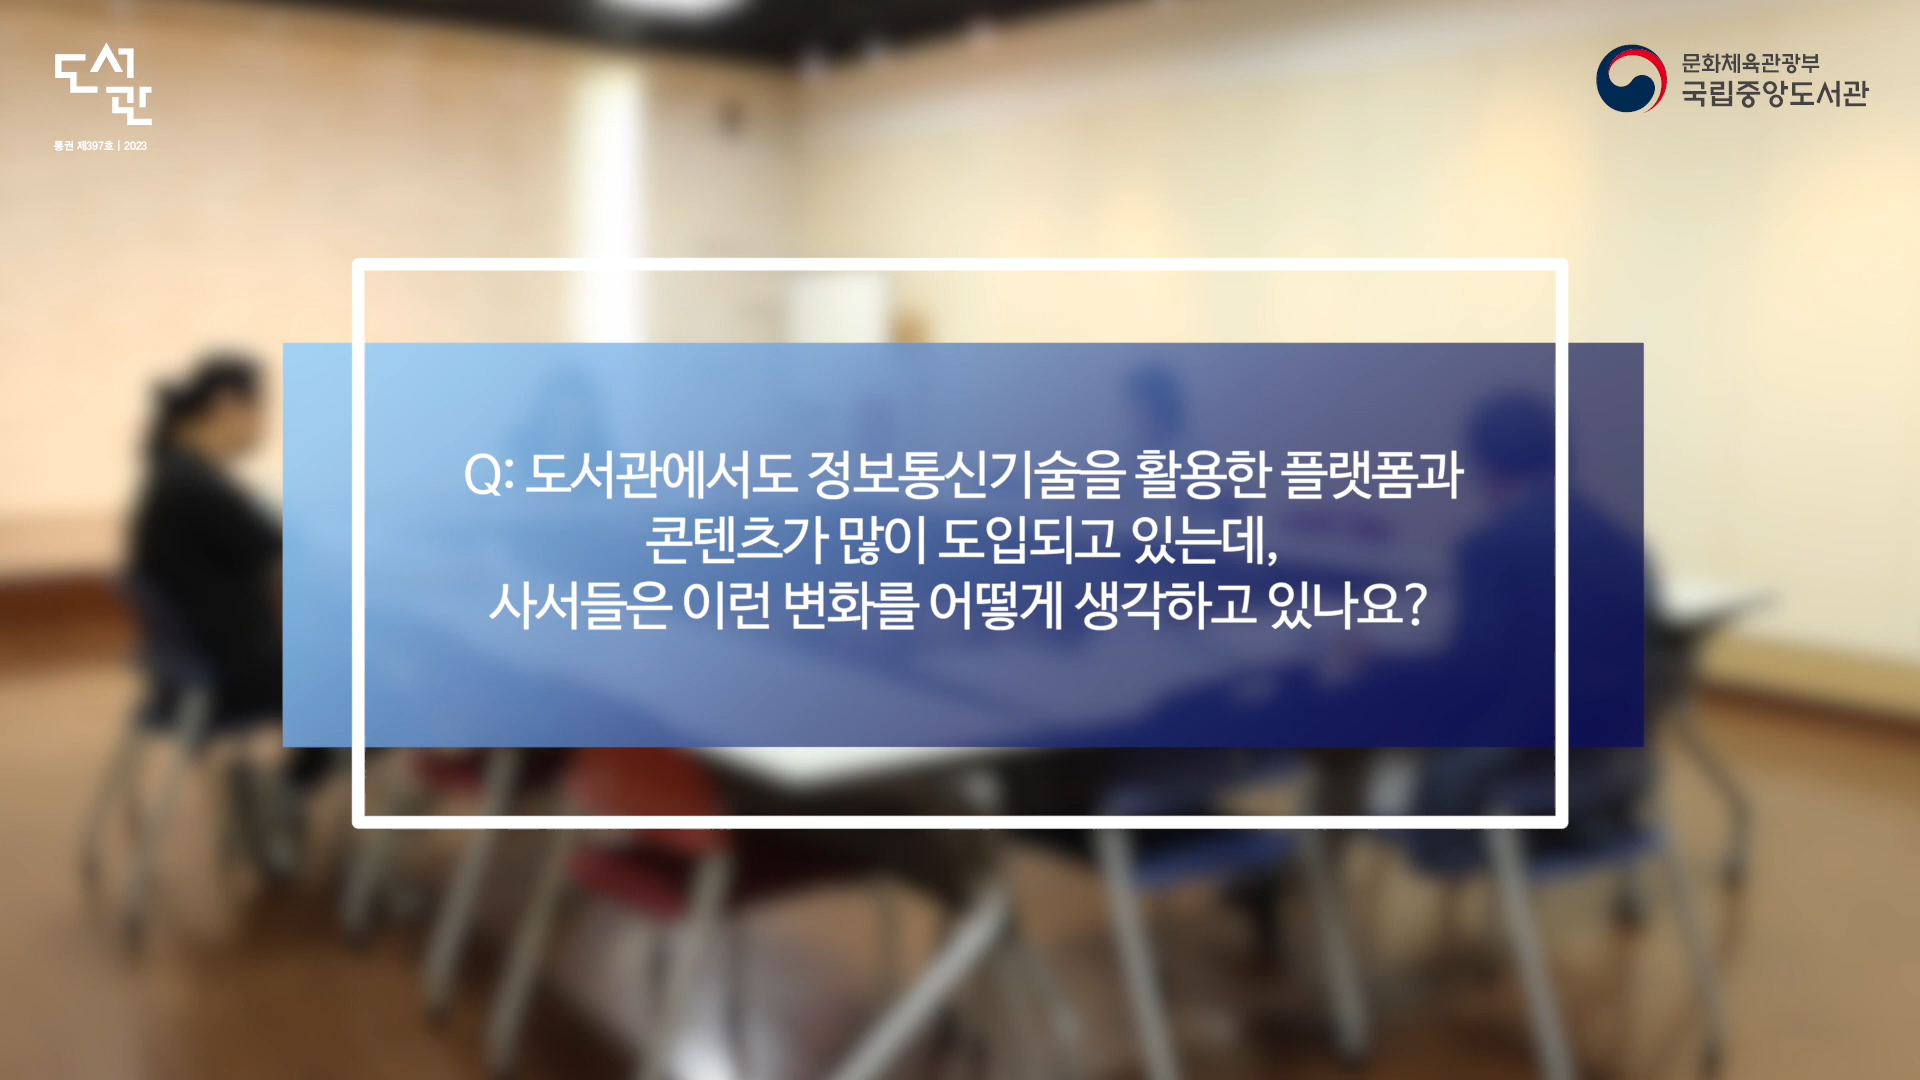 도서관
통권 제397호 | 2023
문화체육관광부
국립중앙도서관
Q: 도서관에서도 정보통신기술을 활용한 플랫폼과
콘텐츠가 많이 도입되고 있는데,
사서들은 이런 변화를 어떻게 생각하고 있나요?